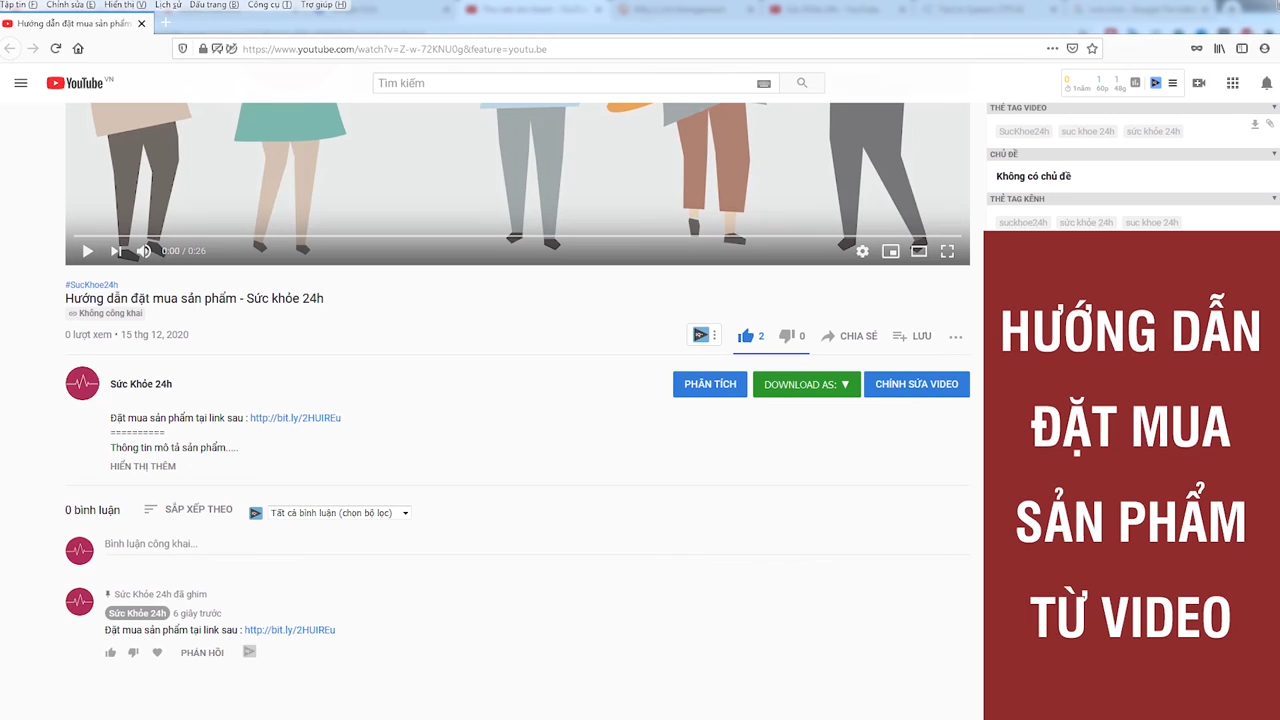 Tập tin (F) Chỉnh sửa (E) Hiển thị (V) Lịch sử Dấu trang (B) Công cụ (T) Trợ giúp (H)
Hướng dẫn đặt mua sản phẩm
https://www.youtube.com/watch?v=Z-w-72KNU0g&feature=youtu.be
YouTube VN
Tìm kiếm
0 1 1
1năm 60p 48g
THẺ TAG VIDEO
SucKhoe24h suc khoe 24h sức khỏe 24h
CHỦ ĐỀ
Không có chủ đề
THẺ TAG KÊNH
suckhoe24h sức khỏe 24h suc khoe 24h
0:00 / 0:26
#SucKhoe24h
Hướng dẫn đặt mua sản phẩm - Sức khỏe 24h
Không công khai
0 lượt xem • 15 thg 12, 2020
2 0 CHIA SẺ LƯU
Sức Khỏe 24h
PHÂN TÍCH DOWNLOAD AS: ▼ CHỈNH SỬA VIDEO
Đặt mua sản phẩm tại link sau : http://bit.ly/2HUIREu
==========
Thông tin mô tả sản phẩm.....
HIỂN THỊ THÊM
0 bình luận SẮP XẾP THEO Tất cả bình luận (chọn bộ lọc)
Bình luận công khai...
Sức Khỏe 24h đã ghim
Sức Khỏe 24h 6 giây trước
Đặt mua sản phẩm tại link sau : http://bit.ly/2HUIREu
PHẢN HỒI
HƯỚNG DẪN
ĐẶT MUA
SẢN PHẨM
TỪ VIDEO